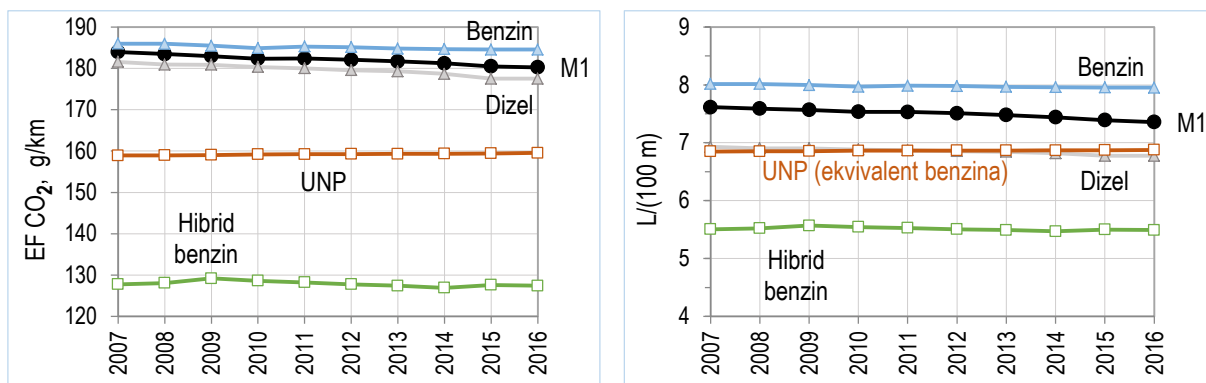 EF CO2, g/km
190
180
170
160
150
140
130
120
Benzin
M1
Dizel
UNP
Hibrid
benzin
2007
2008
2009
2010
2011
2012
2013
2014
2015
2016
L/(100 m)
9
8
7
6
5
4
Benzin
M1
UNP (ekvivalent benzina)
Dizel
Hibrid
benzin
2007
2008
2009
2010
2011
2012
2013
2014
2015
2016